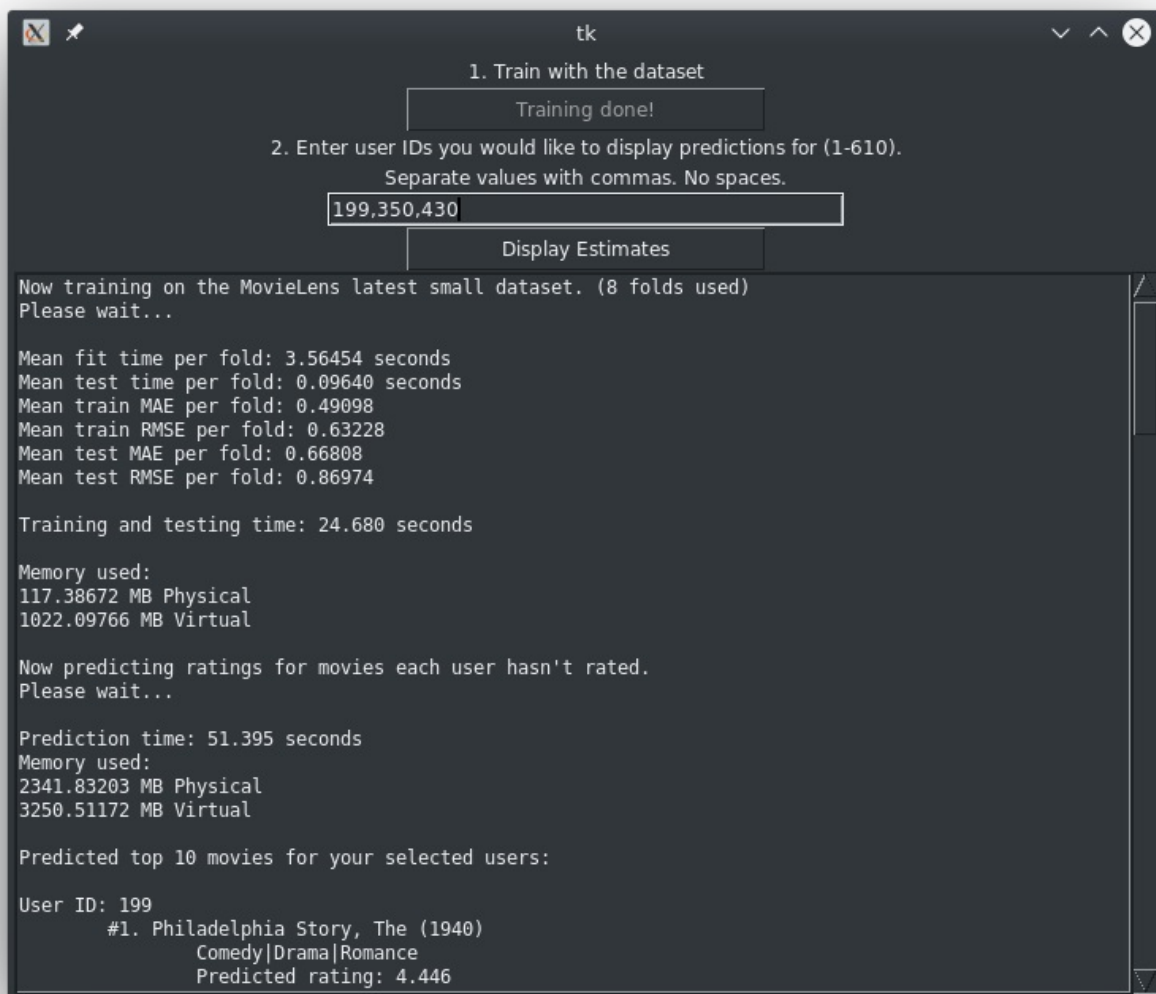 tk
1. Train with the dataset
Training done!
2. Enter user IDs you would like to display predictions for (1-610).
Separate values with commas. No spaces.
199,350,430
Display Estimates
Now training on the MovieLens latest small dataset. (8 folds used)
Please wait...
Mean fit time per fold: 3.56454 seconds
Mean test time per fold: 0.09640 seconds
Mean train MAE per fold: 0.49098
Mean train RMSE per fold: 0.63228
Mean test MAE per fold: 0.66808
Mean test RMSE per fold: 0.86974
Training and testing time: 24.680 seconds
Memory used:
117.38672 MB Physical
1022.09766 MB Virtual
Now predicting ratings for movies each user hasn't rated.
Please wait...
Prediction time: 51.395 seconds
Memory used:
2341.83203 MB Physical
3250.51172 MB Virtual
Predicted top 10 movies for your selected users:
User ID: 199
#1. Philadelphia Story, The (1940)
Comedy|Drama|Romance
Predicted rating: 4.446